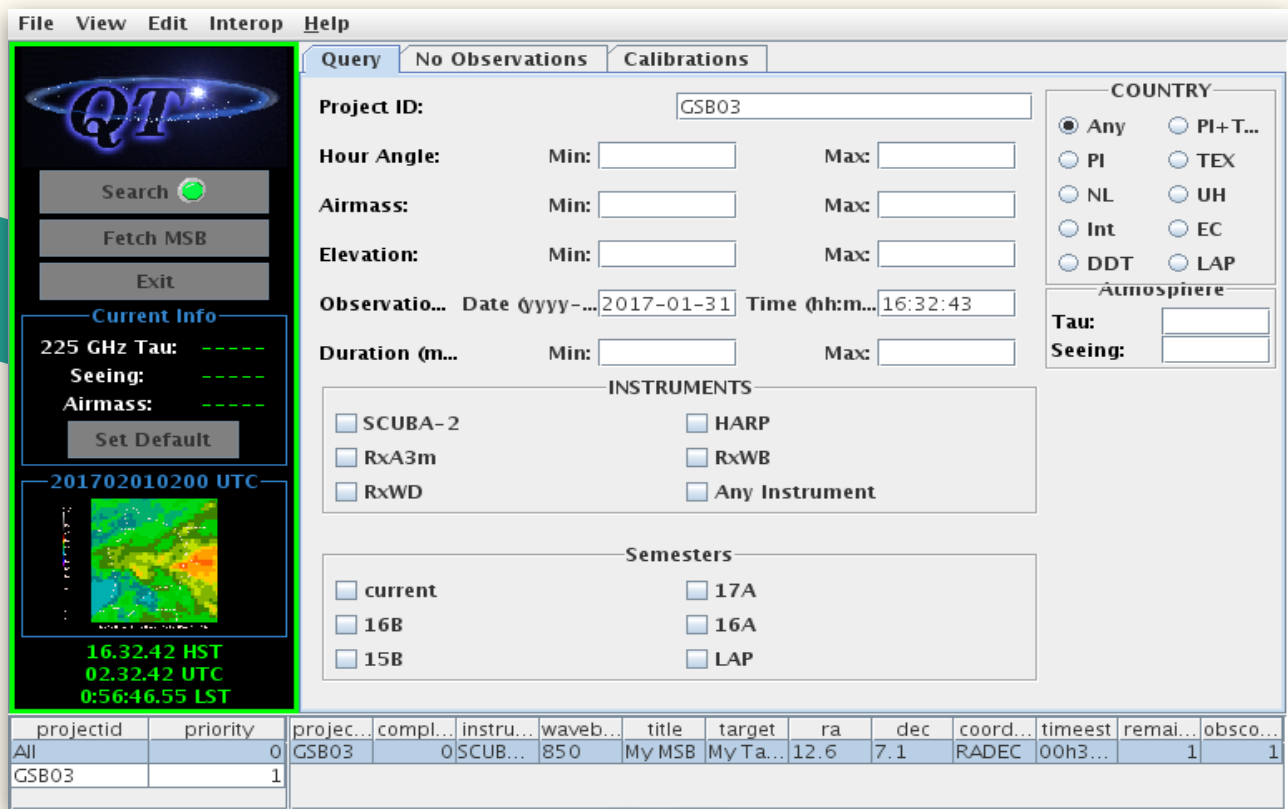 File View Edit Interop Help
QT
Search
Fetch MSB
Exit
Current Info
225 GHz Tau: -----
Seeing: -----
Airmass: -----
Set Default
201702010200 UTC
16.32.42 HST
02.32.42 UTC
0:56:46.55 LST
Query No Observations Calibrations
Project ID: GSB03
Hour Angle: Min: Max:
Airmass: Min: Max:
Elevation: Min: Max:
Observatio... Date (yyyy-... 2017-01-31 Time (hh:m... 16:32:43
Duration (m... Min: Max:
INSTRUMENTS
SCUBA-2 HARP
RxA3m RxWB
RxWD Any Instrument
Semesters
current 17A
16B 16A
15B LAP
COUNTRY
Any PI+T...
PI TEX
NL UH
Int EC
DDT LAP
Atmosphere
Tau:
Seeing:
projectid priority
All 0
GSB03 1
projec... compl... instru... waveb... title target ra dec coord... timeest remai... obsco...
GSB03 0 SCUB... 850 My MSB My Ta... 12.6 7.1 RADEC 00h3... 1 1